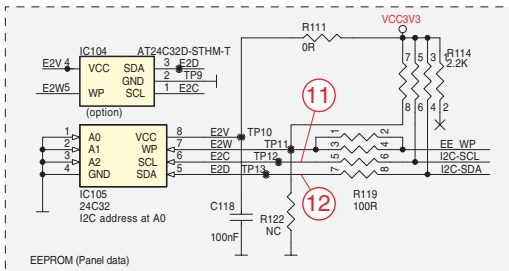 VCC3V3
R111
0R
IC104
AT24C32D-STHM-T
E2V 4 VCC SDA 3 E2D
GND 2 TP9
E2W5 WP SCL 1 E2C
(option)
7 5 3 1
R114
2.2K
8 6 4 2
11
1 A0 VCC 8 E2V TP10
2 A1 WP 7 E2W TP11 1 2 3 4 EE_WP
3 A2 SCL 6 E2C TP12 5 6 I2C-SCL
4 GND SDA 5 E2D TP13 7 8 I2C-SDA
IC105
24C32
I2C address at A0
12
R119
100R
C118
100nF
R122
NC
EEPROM (Panel data)